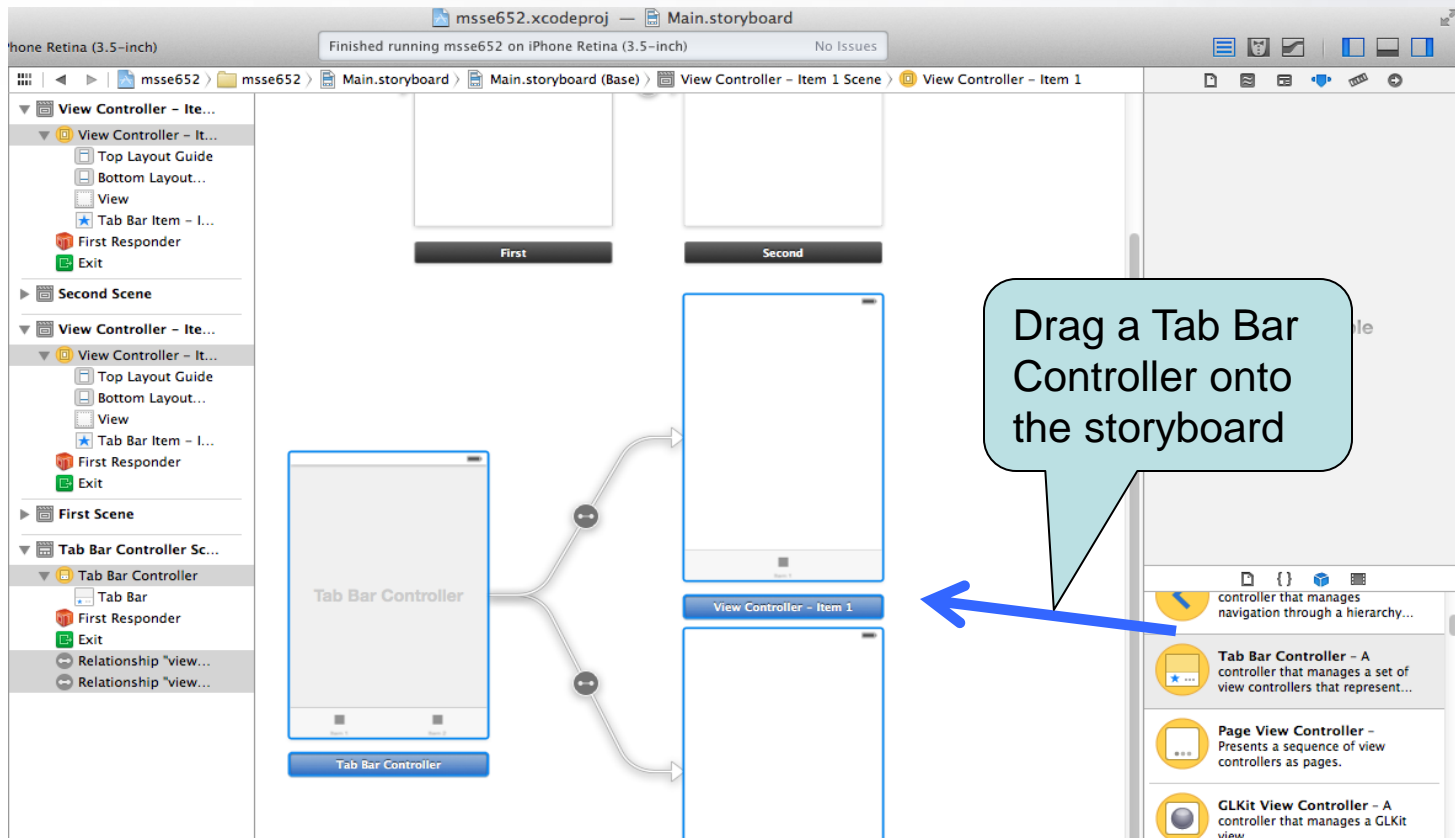 msse652.xcodeproj — Main.storyboard
hone Retina (3.5-inch)
Finished running msse652 on iPhone Retina (3.5-inch) No Issues
msse652 msse652 Main.storyboard Main.storyboard (Base) View Controller – Item 1 Scene View Controller – Item 1
View Controller – Ite...
View Controller – It...
Top Layout Guide
Bottom Layout...
View
Tab Bar Item – I...
First Responder
Exit
Second Scene
View Controller – Ite...
View Controller – It...
Top Layout Guide
Bottom Layout...
View
Tab Bar Item – I...
First Responder
Exit
First Scene
Tab Bar Controller Sc...
Tab Bar Controller
Tab Bar
First Responder
Exit
Relationship "view...
Relationship "view...
First
Second
Tab Bar Controller
Item 1
Item 2
Tab Bar Controller
Item 1
View Controller – Item 1
Drag a Tab Bar
Controller onto
the storyboard
{}
controller that manages
navigation through a hierarchy...
Tab Bar Controller – A
controller that manages a set of
view controllers that represent...
Page View Controller –
Presents a sequence of view
controllers as pages.
GLKit View Controller – A
controller that manages a GLKit
view